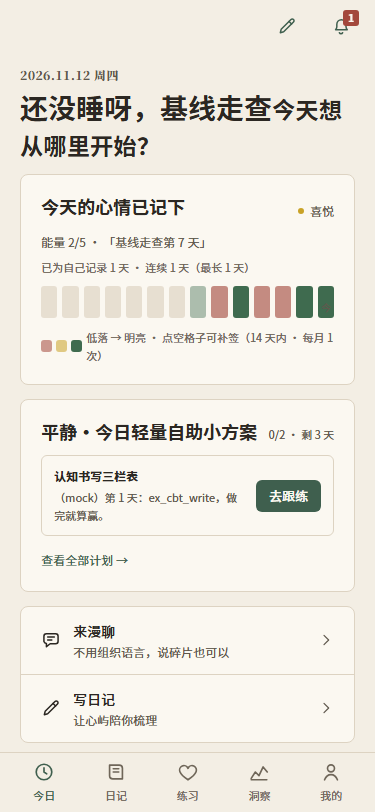 1
2026.11.12 周四
还没睡呀，基线走查今天想
从哪里开始？
今天的心情已记下
喜悦
能量 2/5 · 「基线走查第 7 天」
已为自己记录 1 天 · 连续 1 天（最长 1 天）
低落 → 明亮 · 点空格子可补签（14 天内 · 每月 1
次）
平静 · 今日轻量自助小方案
0/2 · 剩 3 天
认知书写三栏表
（mock）第 1 天：ex_cbt_write，做
完就算赢。
去跟练
查看全部计划 →
来漫聊
不用组织语言，说碎片也可以
写日记
让心屿陪你梳理
今日
日记
练习
洞察
我的